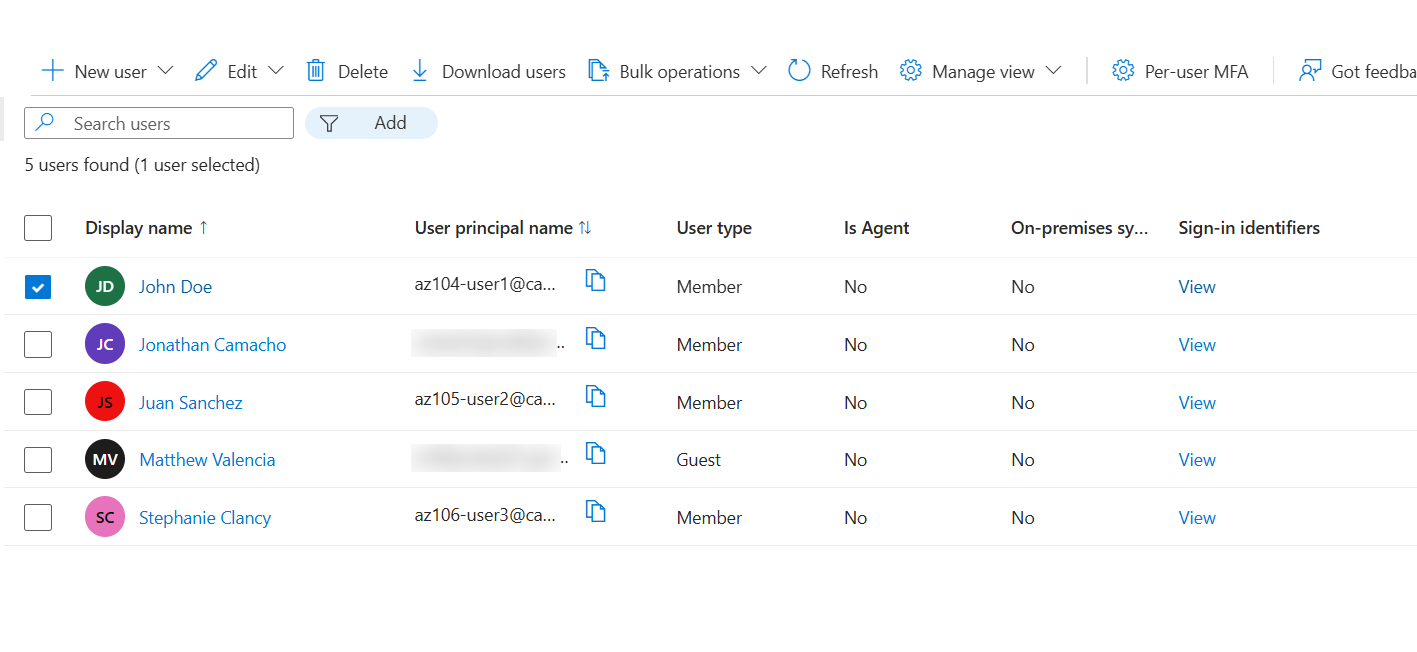 New user Edit Delete Download users Bulk operations Refresh Manage view Per-user MFA Got feedba
Search users Add
5 users found (1 user selected)
Display name ↑ User principal name ↑↓ User type Is Agent On-premises sy... Sign-in identifiers
JD John Doe az104-user1@ca... Member No No View
JC Jonathan Camacho .. Member No No View
JS Juan Sanchez az105-user2@ca... Member No No View
MV Matthew Valencia .. Guest No No View
SC Stephanie Clancy az106-user3@ca... Member No No View